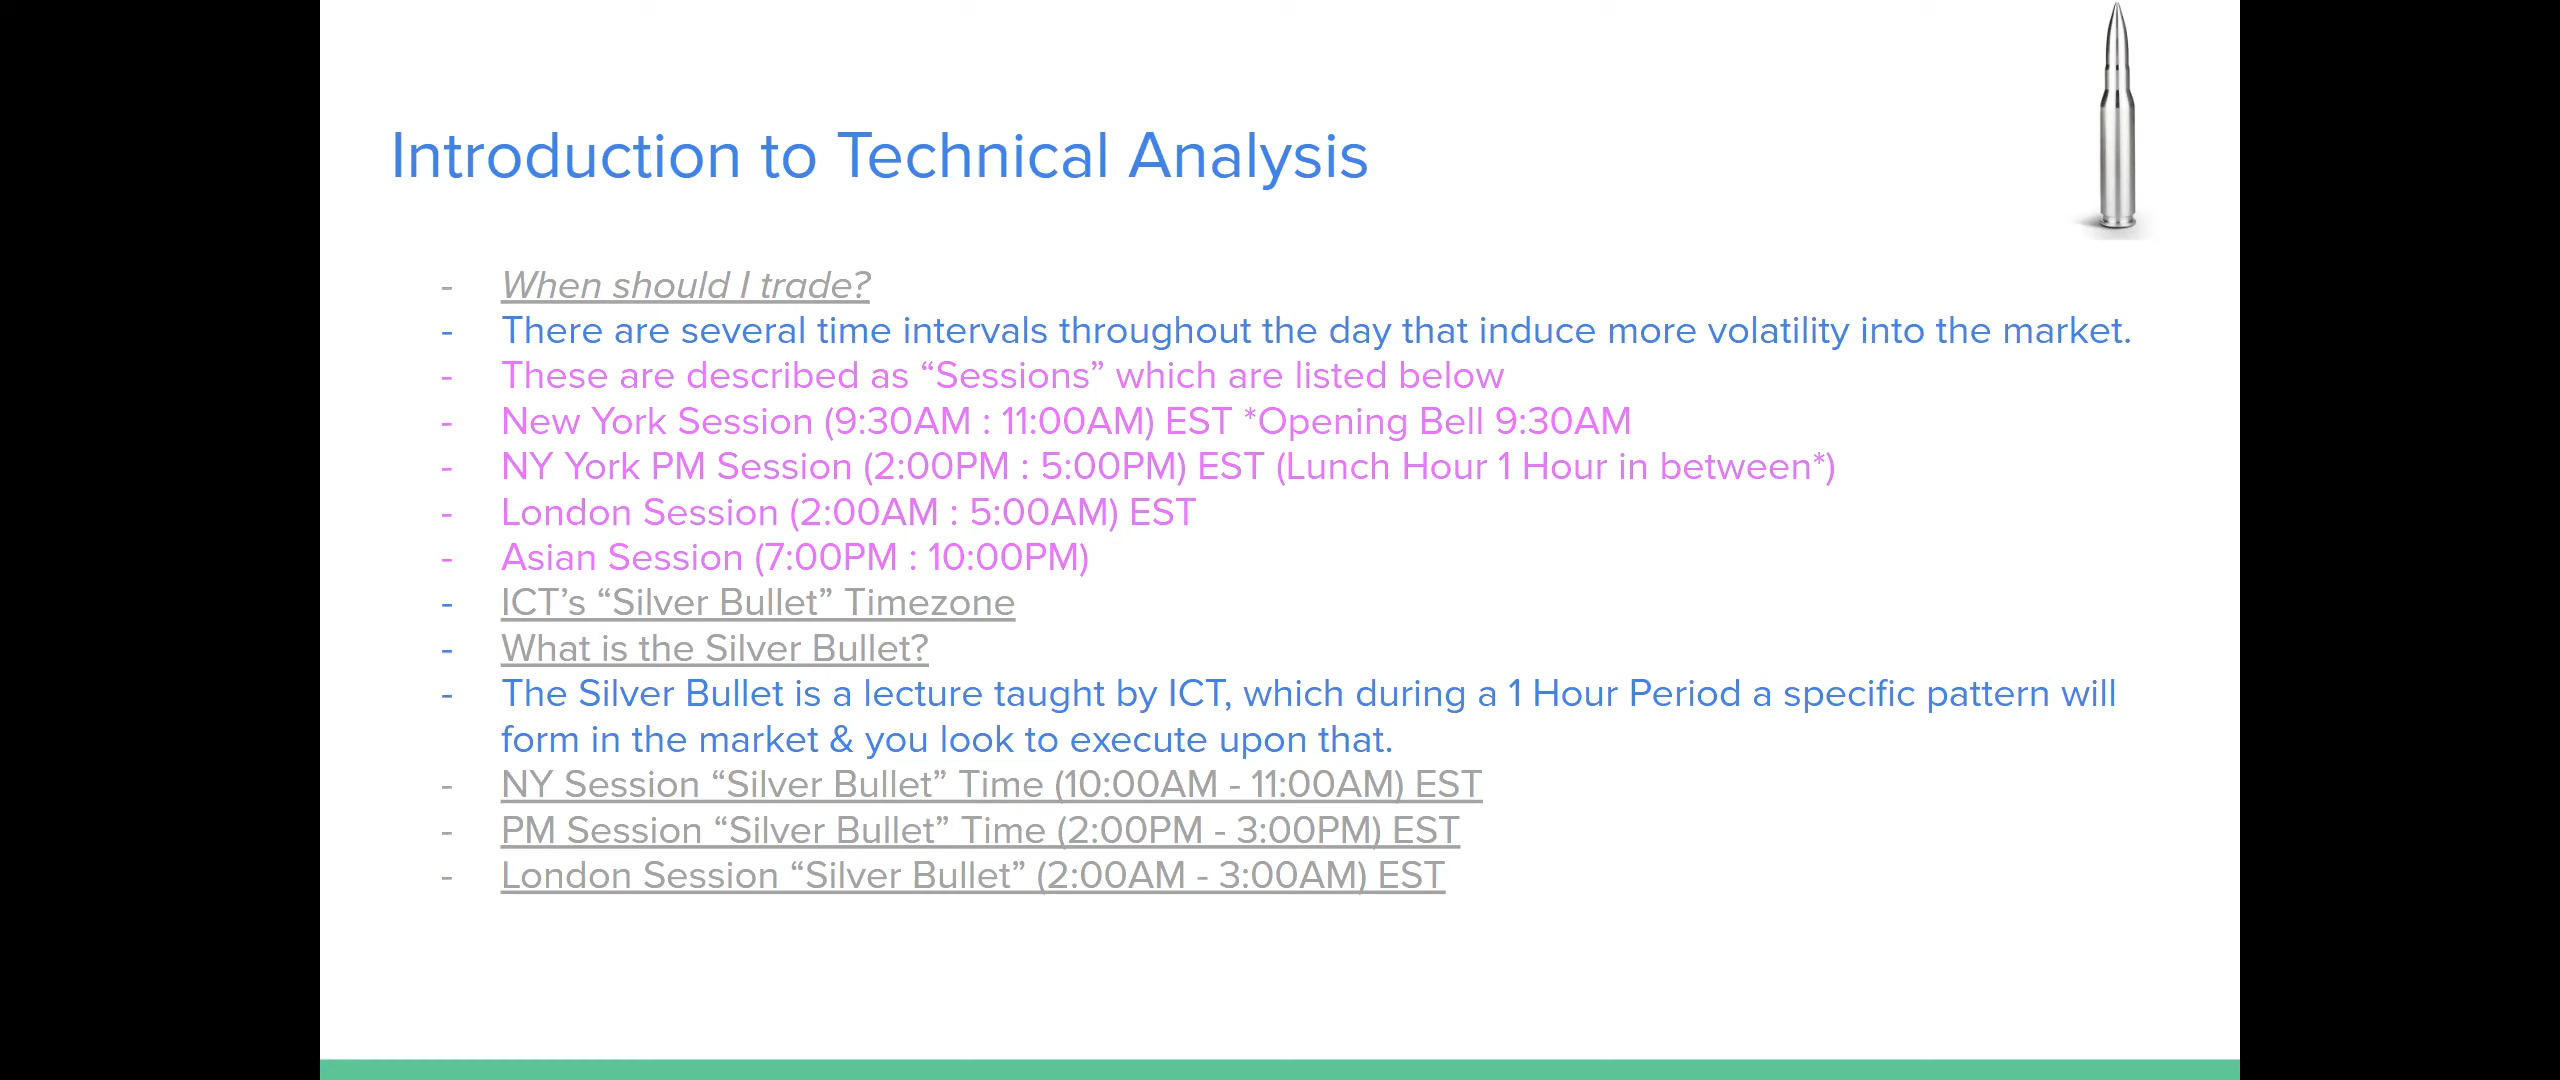 Introduction to Technical Analysis
- When should I trade?
- There are several time intervals throughout the day that induce more volatility into the market.
- These are described as “Sessions” which are listed below
- New York Session (9:30AM : 11:00AM) EST *Opening Bell 9:30AM
- NY York PM Session (2:00PM : 5:00PM) EST (Lunch Hour 1 Hour in between*)
- London Session (2:00AM : 5:00AM) EST
- Asian Session (7:00PM : 10:00PM)
- ICT’s “Silver Bullet” Timezone
- What is the Silver Bullet?
- The Silver Bullet is a lecture taught by ICT, which during a 1 Hour Period a specific pattern will
form in the market & you look to execute upon that.
- NY Session “Silver Bullet” Time (10:00AM - 11:00AM) EST
- PM Session “Silver Bullet” Time (2:00PM - 3:00PM) EST
- London Session “Silver Bullet” (2:00AM - 3:00AM) EST